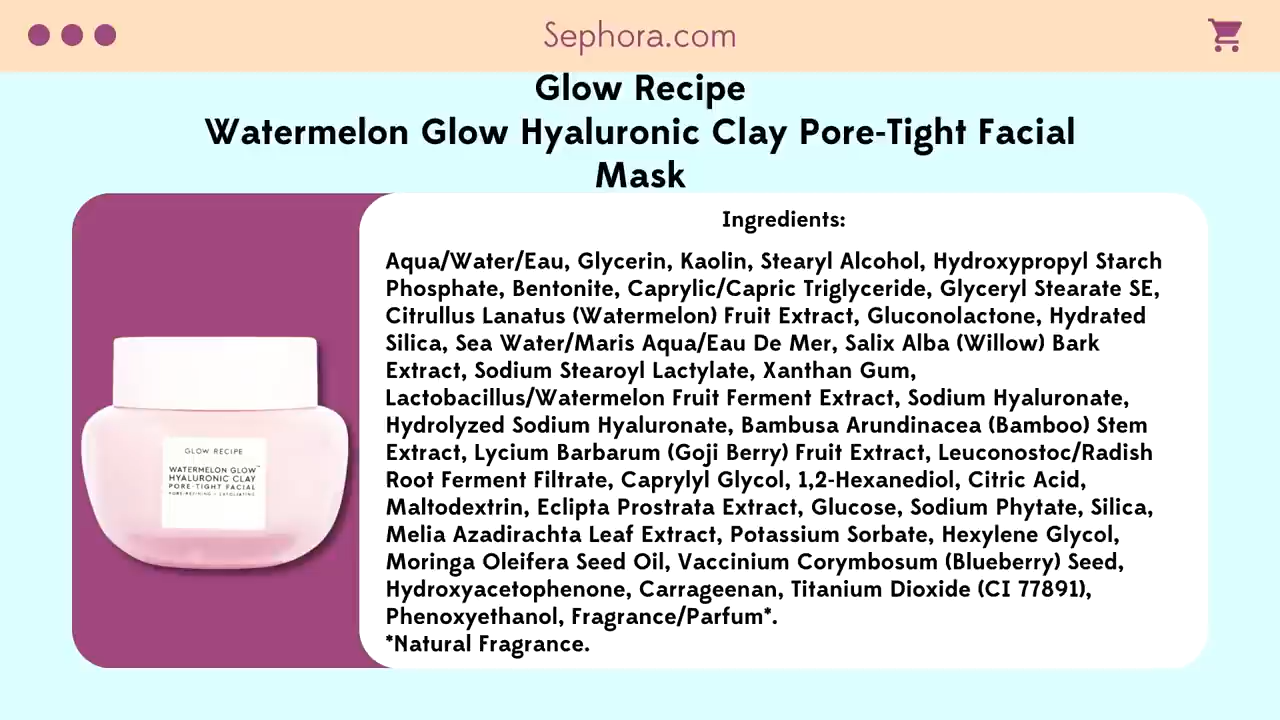 Sephora.com
Glow Recipe
Watermelon Glow Hyaluronic Clay Pore-Tight Facial
Mask
Ingredients:
Aqua/Water/Eau, Glycerin, Kaolin, Stearyl Alcohol, Hydroxypropyl Starch
Phosphate, Bentonite, Caprylic/Capric Triglyceride, Glyceryl Stearate SE,
Citrullus Lanatus (Watermelon) Fruit Extract, Gluconolactone, Hydrated
Silica, Sea Water/Maris Aqua/Eau De Mer, Salix Alba (Willow) Bark
Extract, Sodium Stearoyl Lactylate, Xanthan Gum,
Lactobacillus/Watermelon Fruit Ferment Extract, Sodium Hyaluronate,
Hydrolyzed Sodium Hyaluronate, Bambusa Arundinacea (Bamboo) Stem
Extract, Lycium Barbarum (Goji Berry) Fruit Extract, Leuconostoc/Radish
Root Ferment Filtrate, Caprylyl Glycol, 1,2-Hexanediol, Citric Acid,
Maltodextrin, Eclipta Prostrata Extract, Glucose, Sodium Phytate, Silica,
Melia Azadirachta Leaf Extract, Potassium Sorbate, Hexylene Glycol,
Moringa Oleifera Seed Oil, Vaccinium Corymbosum (Blueberry) Seed,
Hydroxyacetophenone, Carrageenan, Titanium Dioxide (CI 77891),
Phenoxyethanol, Fragrance/Parfum*.
*Natural Fragrance.
GLOW RECIPE
WATERMELON GLOW™
HYALURONIC CLAY
PORE-TIGHT FACIAL
PORE-REFINING + EXFOLIATING